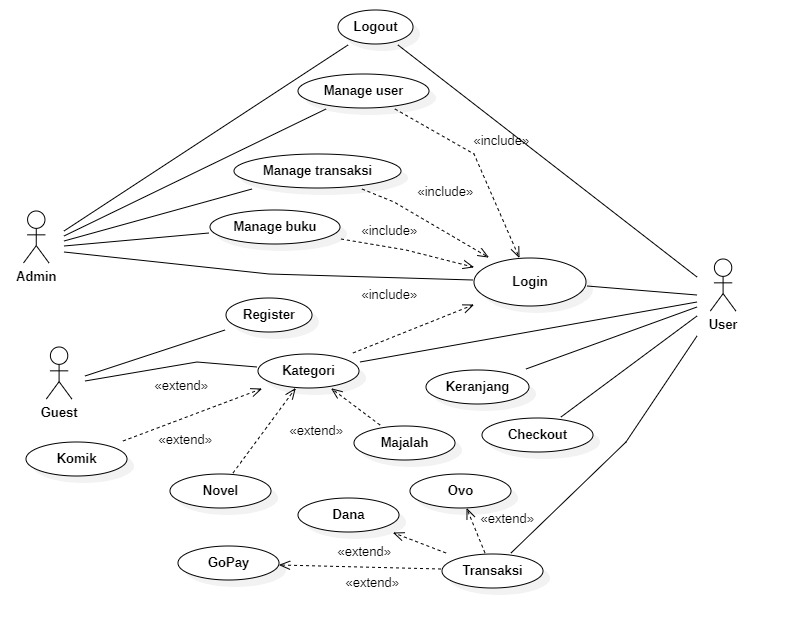 Logout
Manage user
«include»
Manage transaksi
«include»
Manage buku
«include»
Admin
Login
«include»
User
Register
Kategori
«extend»
Keranjang
Guest
«extend»
«extend»
Majalah
Checkout
Komik
Novel
Ovo
Dana
«extend»
«extend»
GoPay
Transaksi
«extend»